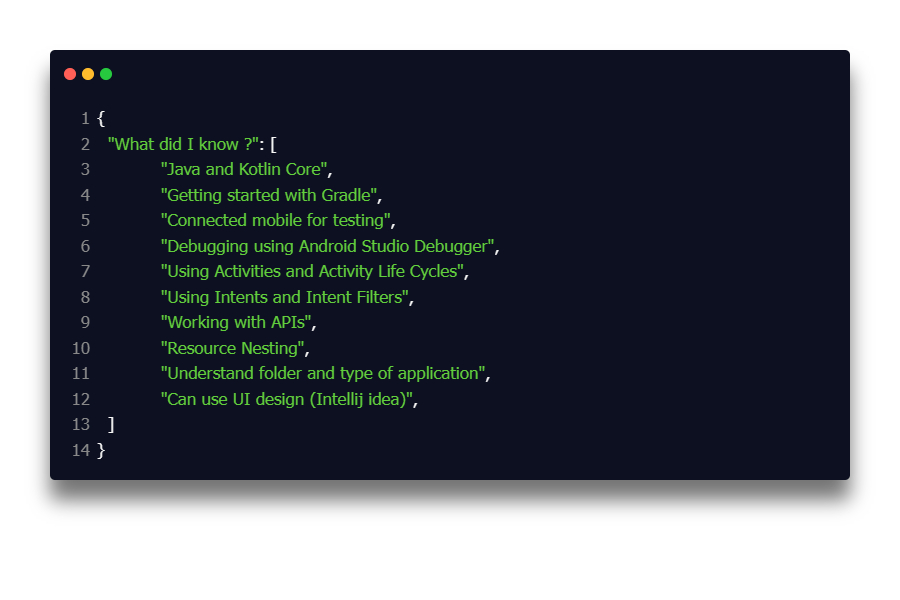 1 {
2 "What did I know ?": [
3 "Java and Kotlin Core",
4 "Getting started with Gradle",
5 "Connected mobile for testing",
6 "Debugging using Android Studio Debugger",
7 "Using Activities and Activity Life Cycles",
8 "Using Intents and Intent Filters",
9 "Working with APIs",
10 "Resource Nesting",
11 "Understand folder and type of application",
12 "Can use UI design (Intellij idea)",
13 ]
14 }